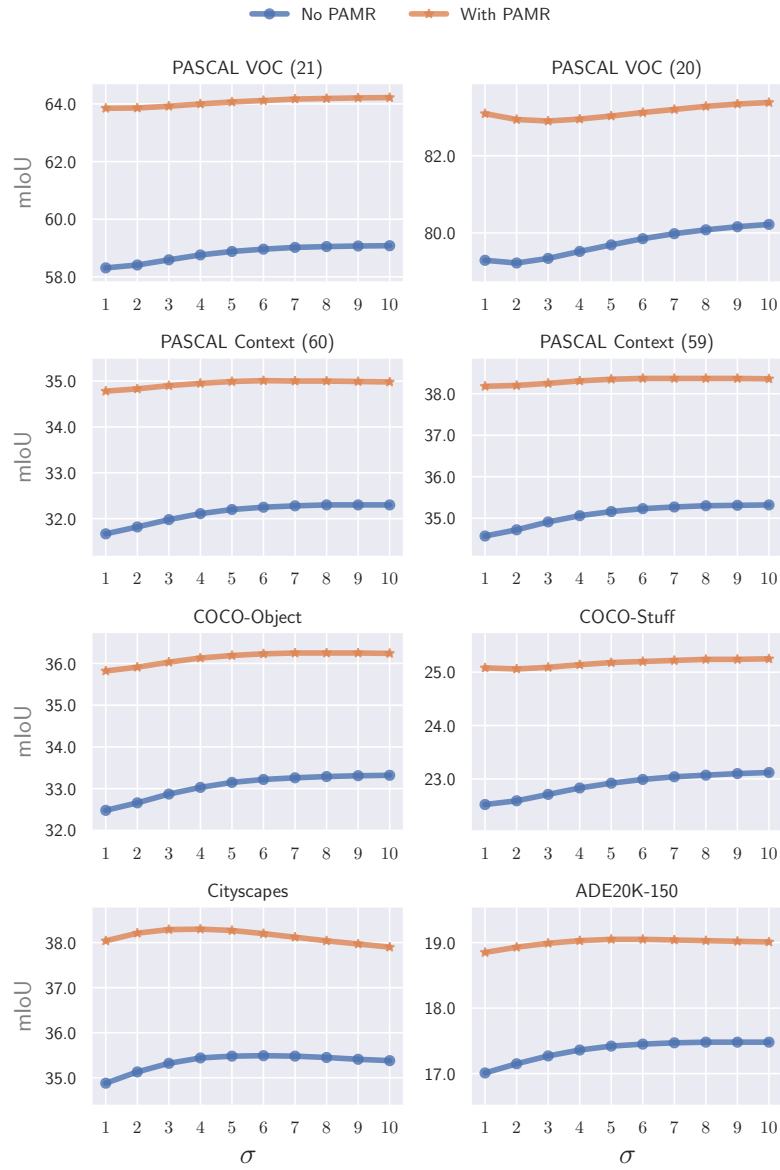 No PAMR With PAMR
PASCAL VOC (21) PASCAL VOC (20)
64.0
62.0
60.0
58.0
mIoU
82.0
80.0
1 2 3 4 5 6 7 8 9 10
1 2 3 4 5 6 7 8 9 10
PASCAL Context (60) PASCAL Context (59)
35.0
34.0
33.0
32.0
mIoU
38.0
37.0
36.0
35.0
1 2 3 4 5 6 7 8 9 10
1 2 3 4 5 6 7 8 9 10
COCO-Object COCO-Stuff
36.0
35.0
34.0
33.0
32.0
mIoU
25.0
24.0
23.0
1 2 3 4 5 6 7 8 9 10
1 2 3 4 5 6 7 8 9 10
Cityscapes ADE20K-150
38.0
37.0
36.0
35.0
mIoU
19.0
18.0
17.0
1 2 3 4 5 6 7 8 9 10
1 2 3 4 5 6 7 8 9 10
σ σ